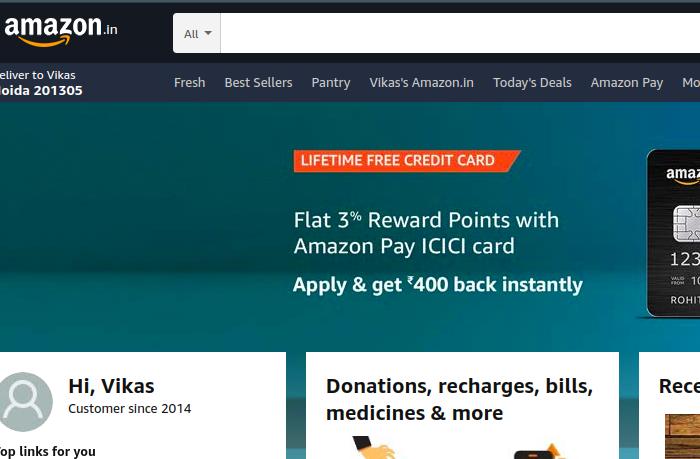 amazon.in
All
eliver to Vikas
oida 201305
Fresh Best Sellers Pantry Vikas's Amazon.in Today's Deals Amazon Pay Mo
LIFETIME FREE CREDIT CARD
Flat 3% Reward Points with
Amazon Pay ICICI card
Apply & get ₹400 back instantly
amaz
123
VALID
FROM 10
ROHIT
Hi, Vikas
Customer since 2014
op links for you
Donations, recharges, bills,
medicines & more
Rece